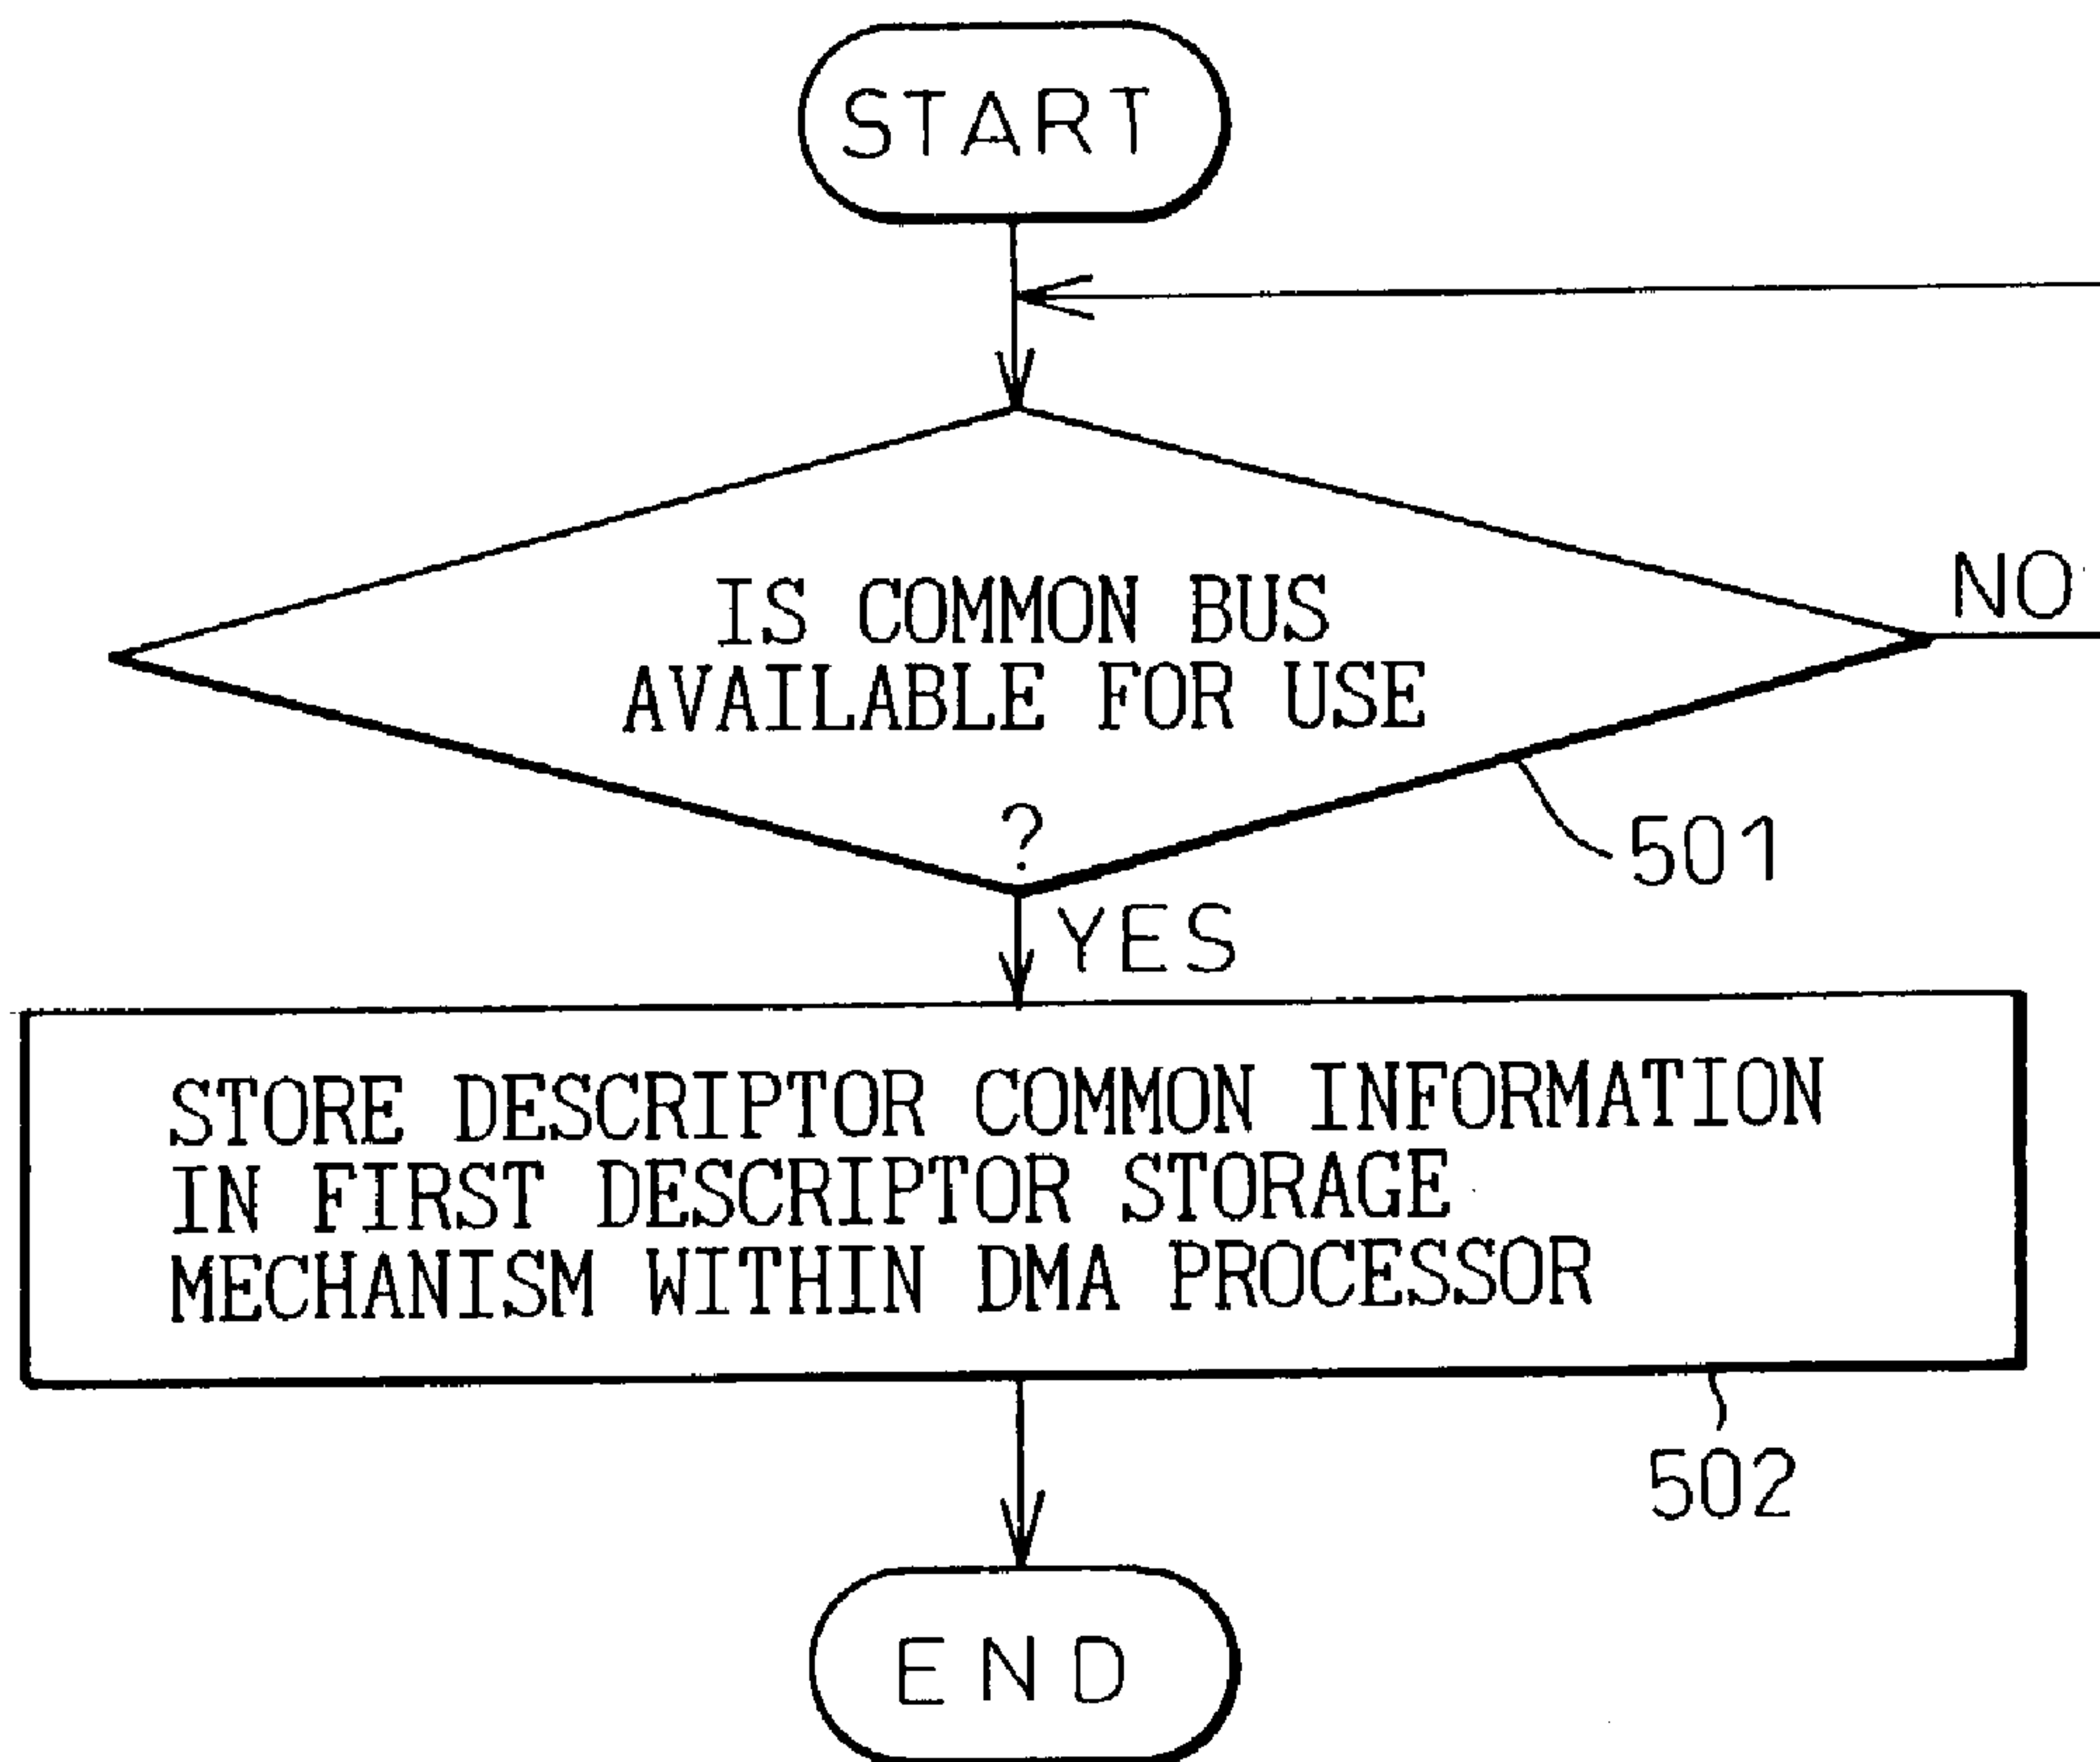 START
IS COMMON BUS
AVAILABLE FOR USE
?
NO
501
YES
STORE DESCRIPTOR COMMON INFORMATION
IN FIRST DESCRIPTOR STORAGE
MECHANISM WITHIN DMA PROCESSOR
502
END